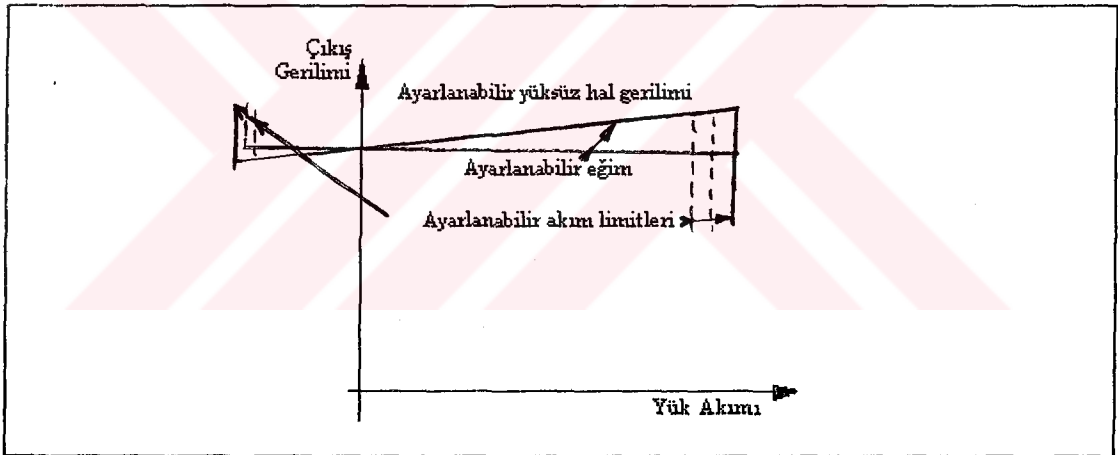 Çıkış
Gerilimi
Ayarlanabilir yüksüz hal gerilimi
Ayarlanabilir eğim
Ayarlanabilir akım limitleri
Yük Akımı